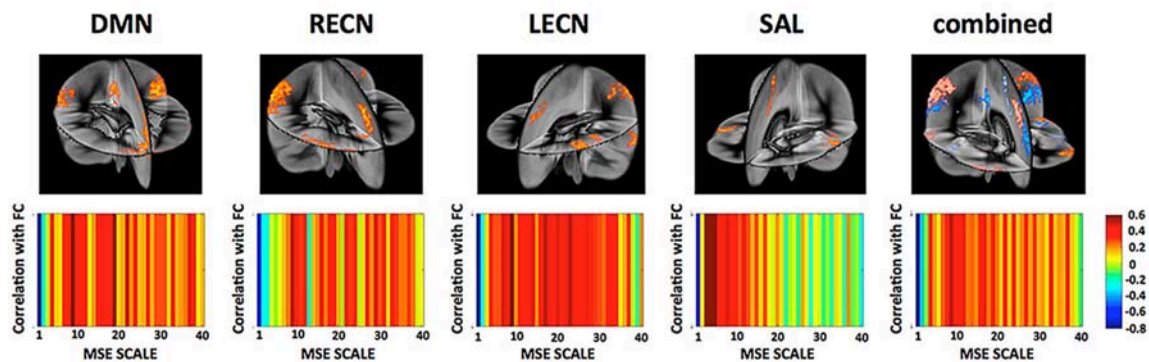 DMN RECN LECN SAL combined
Correlation with FC Correlation with FC Correlation with FC Correlation with FC Correlation with FC
0.6
0.4
0.2
0
-0.2
-0.4
-0.6
-0.8
1 10 20 30 40 1 10 20 30 40 1 10 20 30 40 1 10 20 30 40 1 10 20 30 40
MSE SCALE MSE SCALE MSE SCALE MSE SCALE MSE SCALE